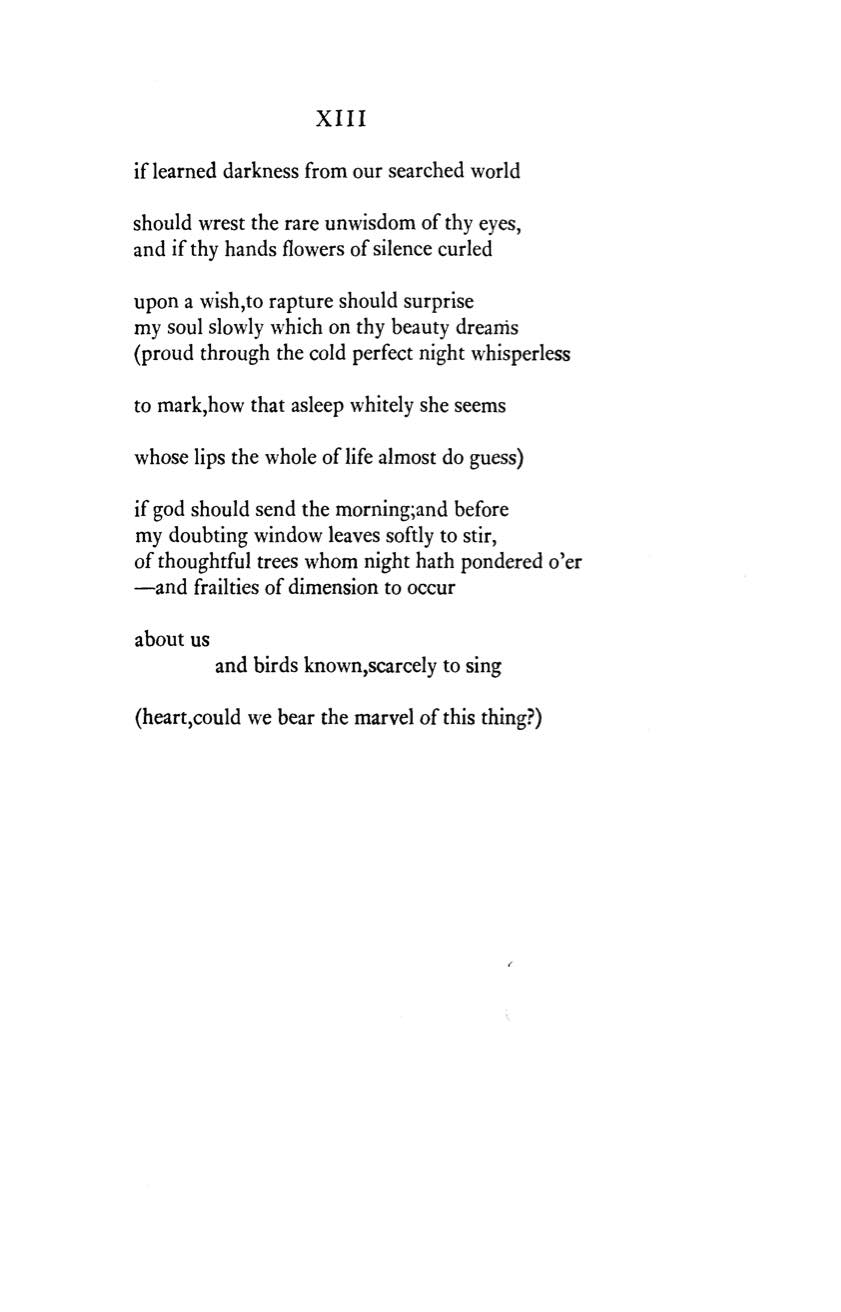 XIII
if learned darkness from our searched world
should wrest the rare unwisdom of thy eyes,
and if thy hands flowers of silence curled
upon a wish,to rapture should surprise
my soul slowly which on thy beauty dreams
(proud through the cold perfect night whisperless
to mark,how that asleep whitely she seems
whose lips the whole of life almost do guess)
if god should send the morning;and before
my doubting window leaves softly to stir,
of thoughtful trees whom night hath pondered o'er
—and frailties of dimension to occur
about us
and birds known,scarcely to sing
(heart,could we bear the marvel of this thing?)